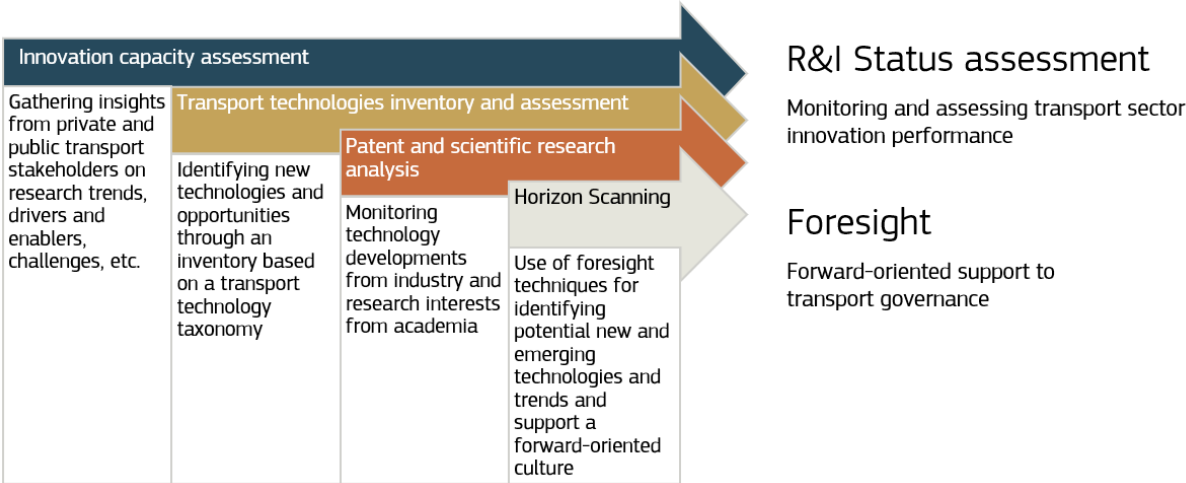 Innovation capacity assessment
Gathering insights
from private and
public transport
stakeholders on
research trends,
drivers and
enablers,
challenges, etc.
Transport technologies inventory and assessment
Identifying new
technologies and
opportunities
through an
inventory based
on a transport
technology
taxonomy
Patent and scientific research
analysis
Monitoring
technology
developments
from industry and
research interests
from academia
Horizon Scanning
Use of foresight
techniques for
identifying
potential new and
emerging
technologies and
trends and
support a
forward-oriented
culture
R&I Status assessment
Monitoring and assessing transport sector
innovation performance
Foresight
Forward-oriented support to
transport governance